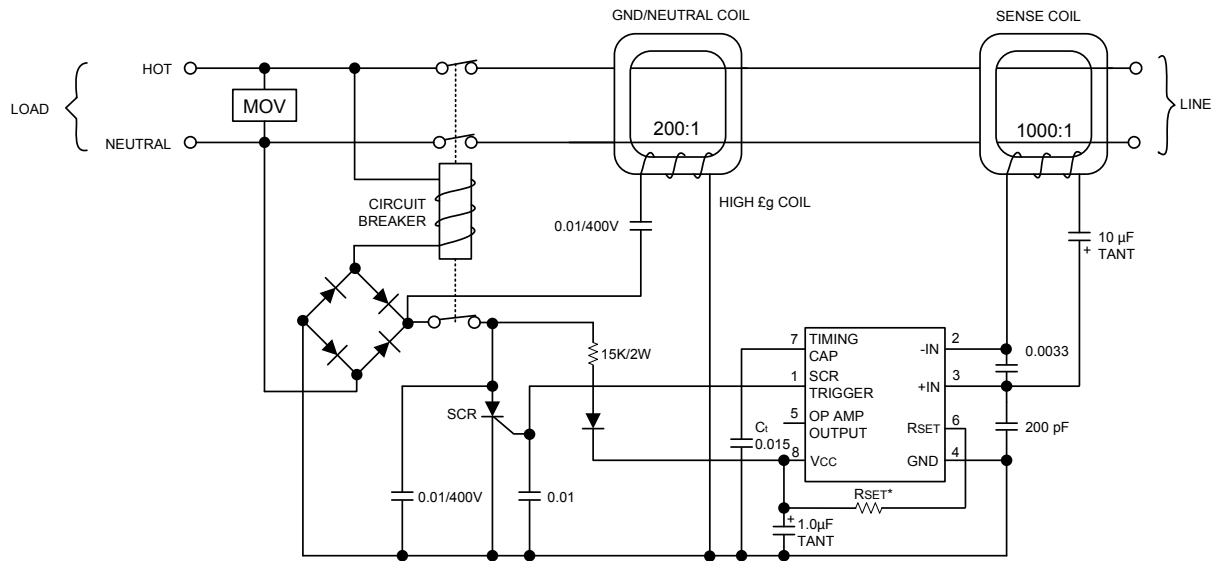 GND/NEUTRAL COIL
SENSE COIL
HOT
LOAD
MOV
LINE
200:1
1000:1
NEUTRAL
CIRCUIT
BREAKER
HIGH £g COIL
0.01/400V
10 µF
+ TANT
15K/2W
7 TIMING
CAP
2 -IN
0.0033
1 SCR
TRIGGER
3 +IN
SCR
5 OP AMP
OUTPUT
6 RSET
200 pF
Ct
0.015
8 VCC
4 GND
0.01/400V
0.01
RSET*
+ 1.0µF
TANT